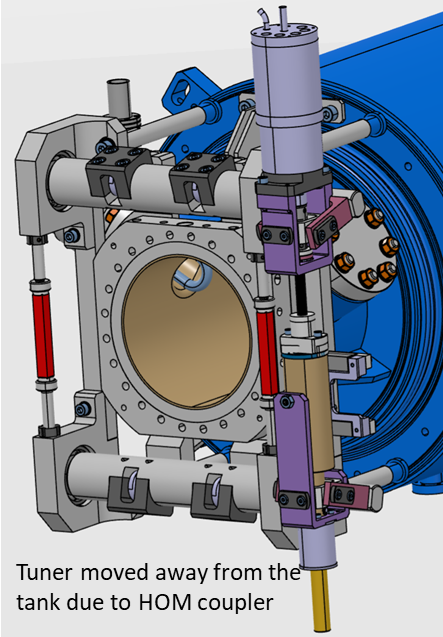 Tuner moved away from the
tank due to HOM coupler